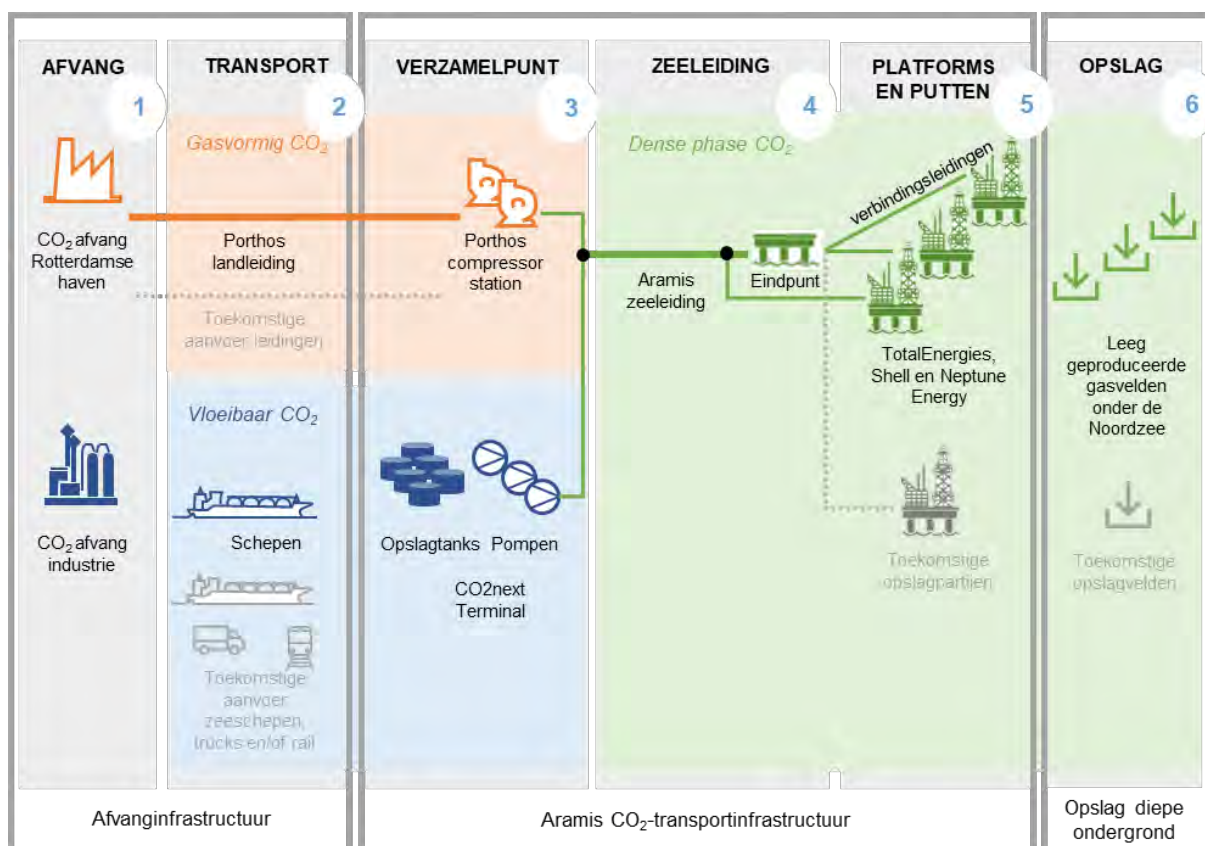 AFVANG
TRANSPORT
VERZAMELPUNT
ZEELEIDING
PLATFORMS
EN PUTTEN
OPSLAG
1
2
3
4
5
6
Gasvormig CO₂
Dense phase CO₂
verbindingsleidingen
CO₂ afvang
Rotterdamse
haven
Porthos
landleiding
Porthos
compressor
station
Aramis
zeeleiding
Eindpunt
Toekomstige
aanvoer leidingen
TotalEnergies,
Shell en Neptune
Energy
Leeg
geproduceerde
gasvelden
onder de
Noordzee
Vloeibaar CO₂
CO₂ afvang
industrie
Schepen
Opslagtanks Pompen
CO2next
Terminal
Toekomstige
opslagpartijen
Toekomstige
opslagvelden
Toekomstige
aanvoer
zeeschepen,
trucks en/of rail
Afvanginfrastructuur
Aramis CO₂-transportinfrastructuur
Opslag diepe
ondergrond